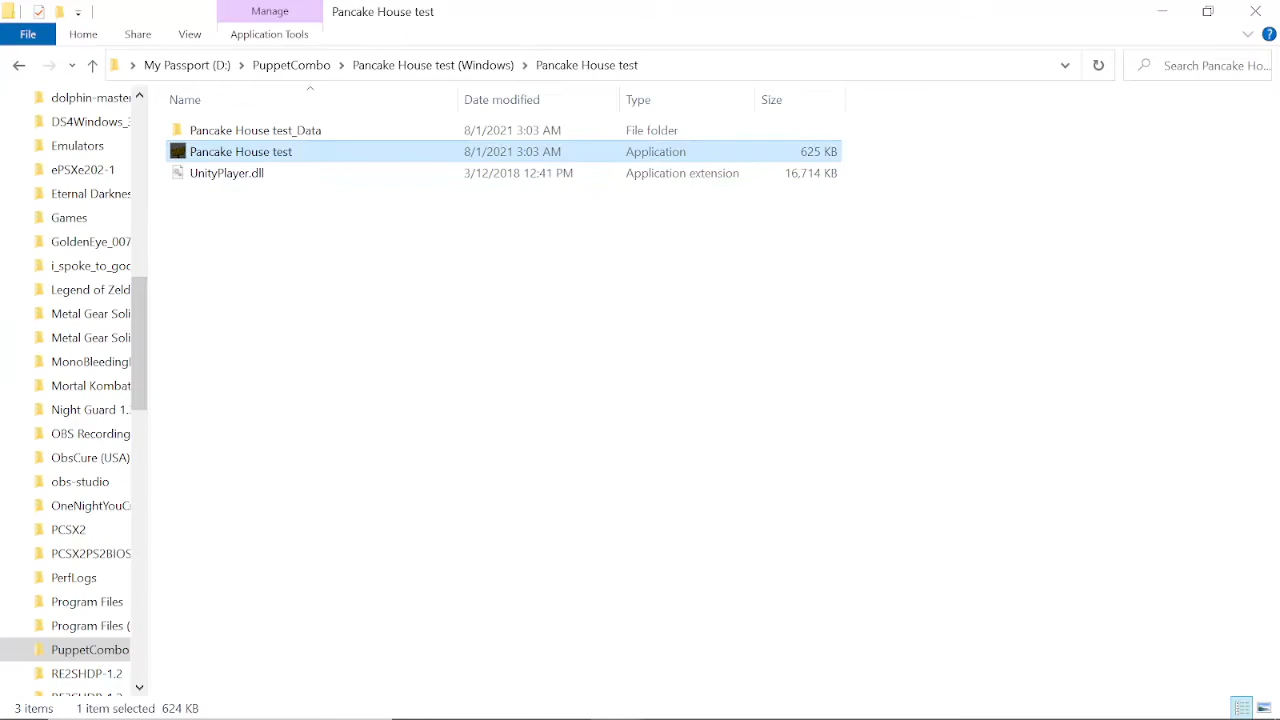 Manage
Pancake House test
File
Home
Share
View
Application Tools
My Passport (D:)
PuppetCombo
Pancake House test (Windows)
Pancake House test
Search Pancake Ho...
Name
Date modified
Type
Size
Pancake House test_Data
8/1/2021 3:03 AM
File folder
Pancake House test
8/1/2021 3:03 AM
Application
625 KB
UnityPlayer.dll
3/12/2018 12:41 PM
Application extension
16,714 KB
dolphin-master
DS4Windows_3
Emulators
ePSXe202-1
Eternal Darknes
Games
GoldenEye_007
i_spoke_to_goo
Legend of Zeld
Metal Gear Soli
Metal Gear Soli
MonoBleeding
Mortal Kombat
Night Guard 1.
OBS Recording
ObsCure (USA)
obs-studio
OneNightYouC
PCSX2
PCSX2PS2BIOS
PerfLogs
Program Files
Program Files (
PuppetCombo
RE2SHDP-1.2
3 items
1 item selected 624 KB